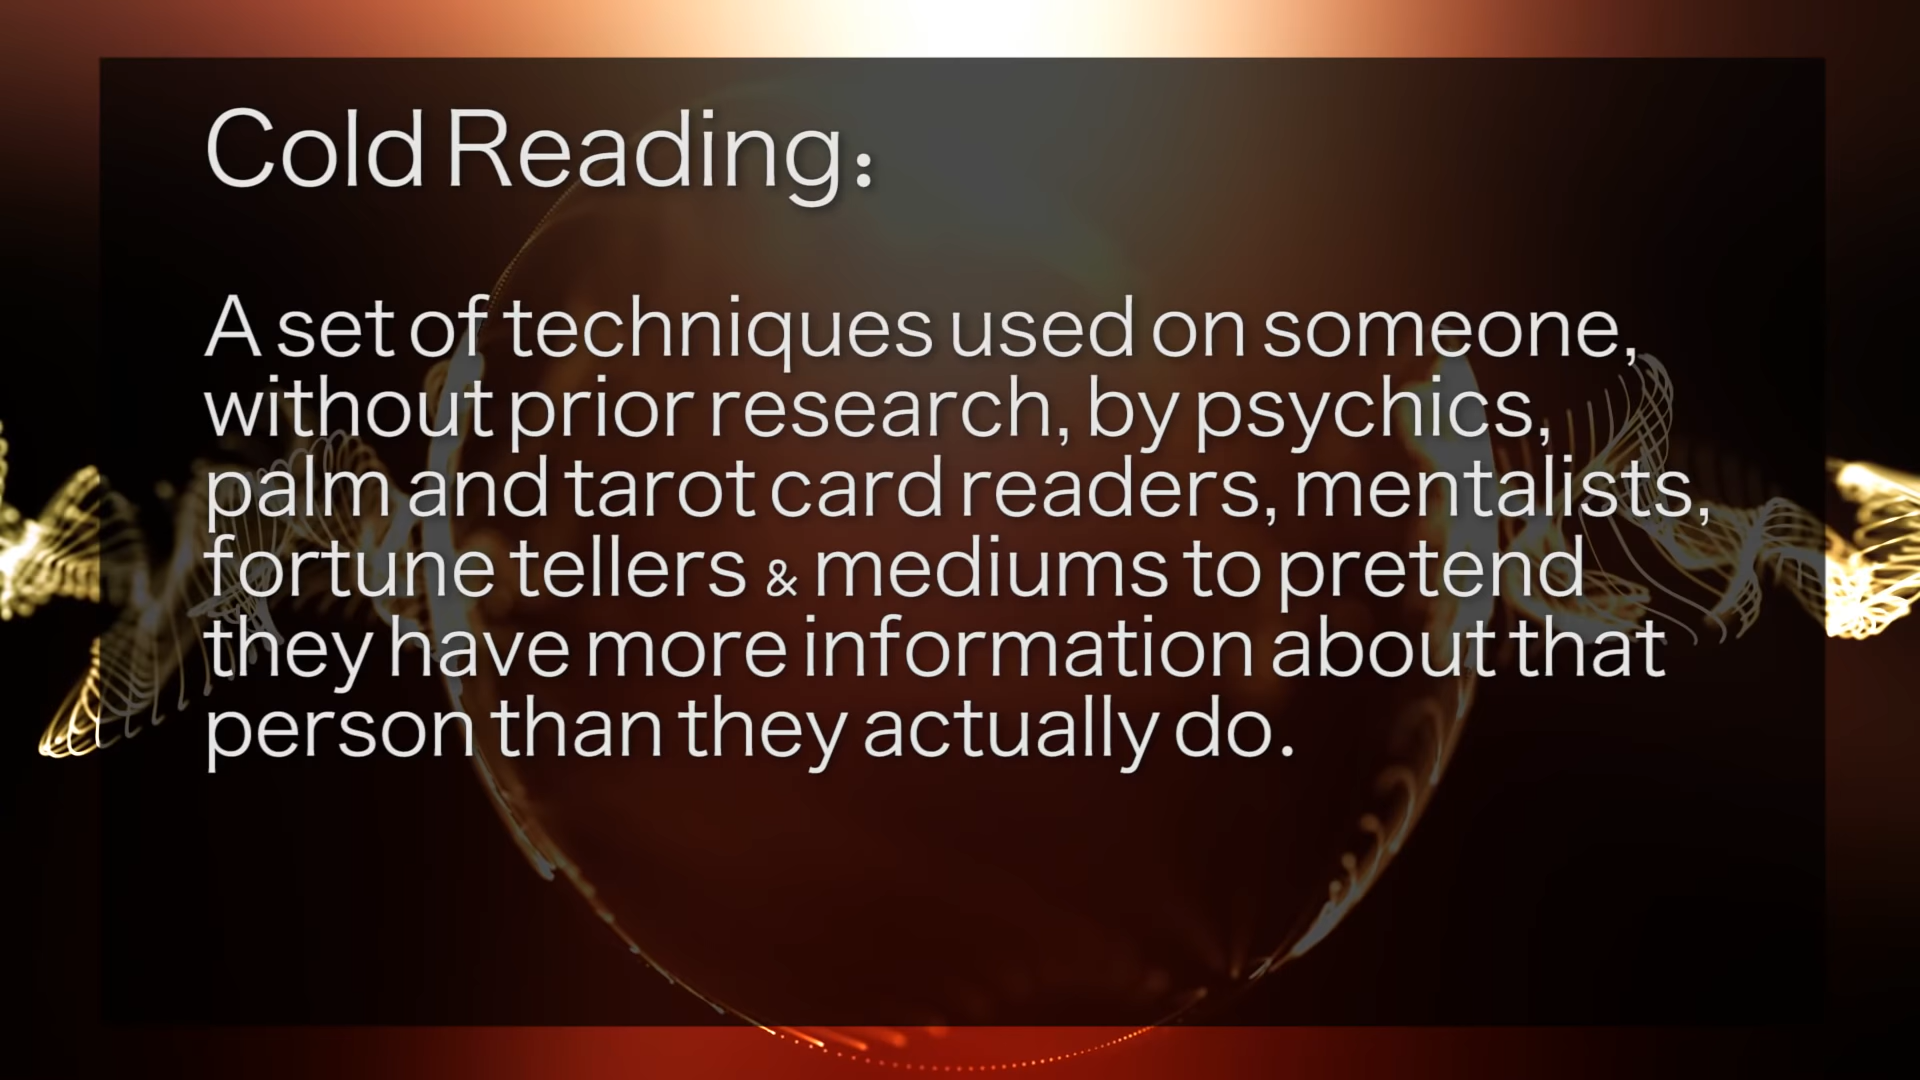 Cold Reading:
A set of techniques used on someone,
without prior research, by psychics,
palm and tarot card readers, mentalists,
fortune tellers & mediums to pretend
they have more information about that
person than they actually do.